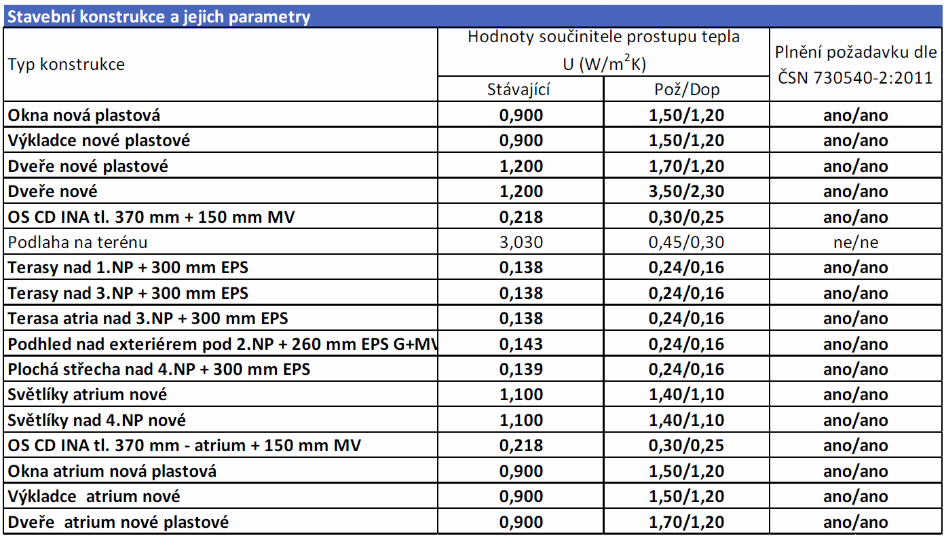 Stavební konstrukce a jejich parametry
Typ konstrukce
Hodnoty součinitele prostupu tepla
U (W/m²K)
Plnění požadavku dle
ČSN 730540-2:2011
Stávající Pož/Dop
Okna nová plastová 0,900 1,50/1,20 ano/ano
Výkladce nové plastové 0,900 1,50/1,20 ano/ano
Dveře nové plastové 1,200 1,70/1,20 ano/ano
Dveře nové 1,200 3,50/2,30 ano/ano
OS CD INA tl. 370 mm + 150 mm MV 0,218 0,30/0,25 ano/ano
Podlaha na terénu 3,030 0,45/0,30 ne/ne
Terasy nad 1.NP + 300 mm EPS 0,138 0,24/0,16 ano/ano
Terasy nad 3.NP + 300 mm EPS 0,138 0,24/0,16 ano/ano
Terasa atria nad 3.NP + 300 mm EPS 0,138 0,24/0,16 ano/ano
Podhled nad exteriérem pod 2.NP + 260 mm EPS G+MV 0,143 0,24/0,16 ano/ano
Plochá střecha nad 4.NP + 300 mm EPS 0,139 0,24/0,16 ano/ano
Světlíky atrium nové 1,100 1,40/1,10 ano/ano
Světlíky nad 4.NP nové 1,100 1,40/1,10 ano/ano
OS CD INA tl. 370 mm - atrium + 150 mm MV 0,218 0,30/0,25 ano/ano
Okna atrium nová plastová 0,900 1,50/1,20 ano/ano
Výkladce atrium nové 0,900 1,50/1,20 ano/ano
Dveře atrium nové plastové 0,900 1,70/1,20 ano/ano